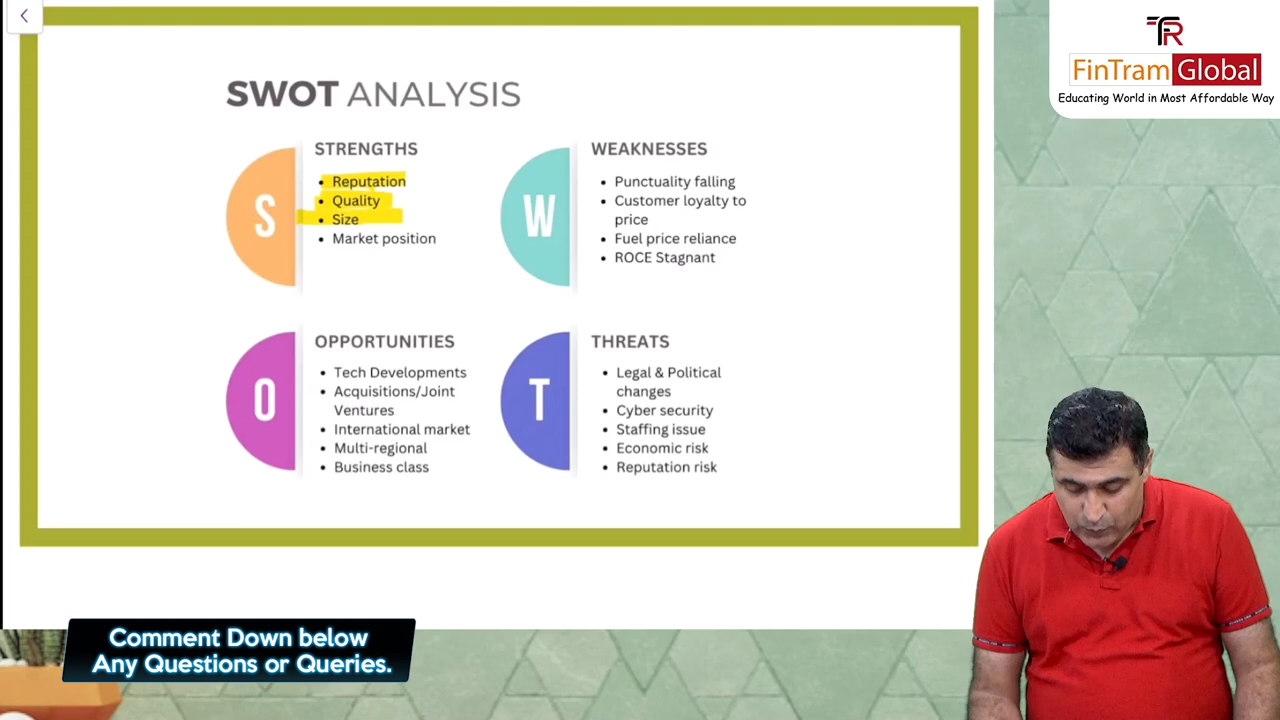 SWOT ANALYSIS
S
STRENGTHS
• Reputation
• Quality
• Size
• Market position
W
WEAKNESSES
• Punctuality falling
• Customer loyalty to
price
• Fuel price reliance
• ROCE Stagnant
O
OPPORTUNITIES
• Tech Developments
• Acquisitions/Joint
Ventures
• International market
• Multi-regional
• Business class
T
THREATS
• Legal & Political
changes
• Cyber security
• Staffing issue
• Economic risk
• Reputation risk
FinTram Global
Educating World in Most Affordable Way
Comment Down below
Any Questions or Queries.